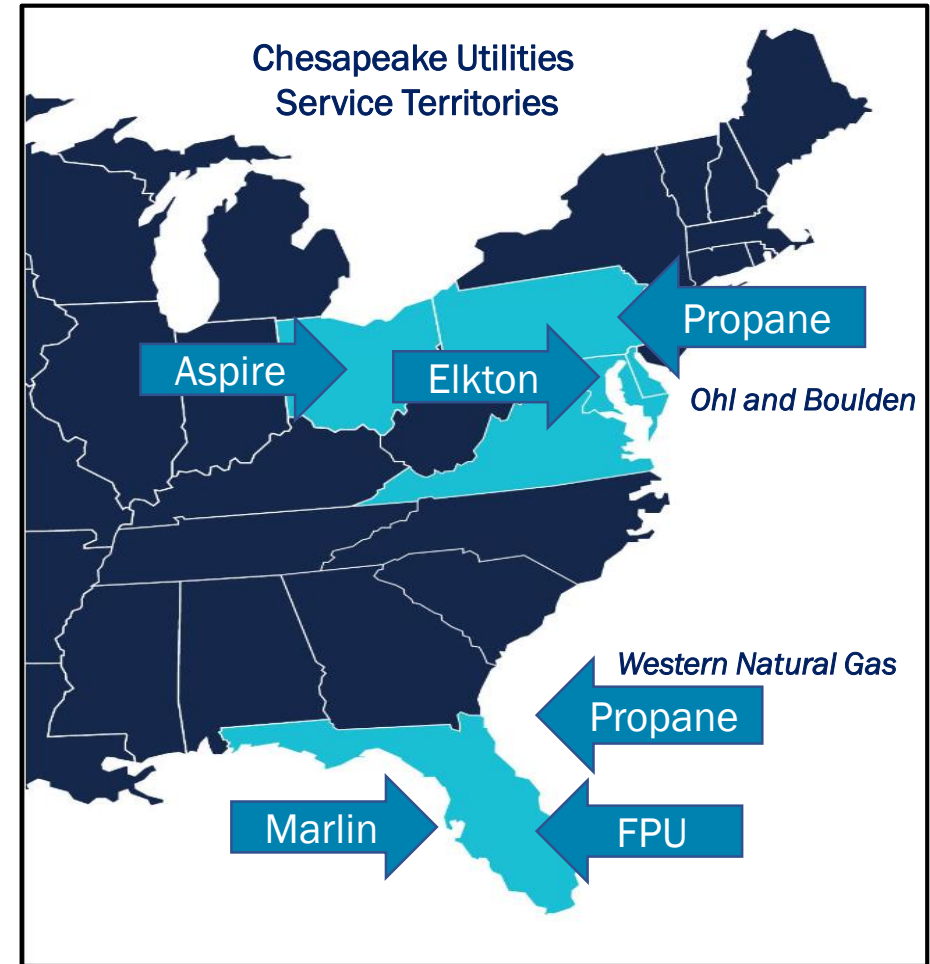 Chesapeake Utilities
Service Territories
Propane
Aspire
Elkton
Ohl and Boulden
Western Natural Gas
Propane
Marlin
FPU